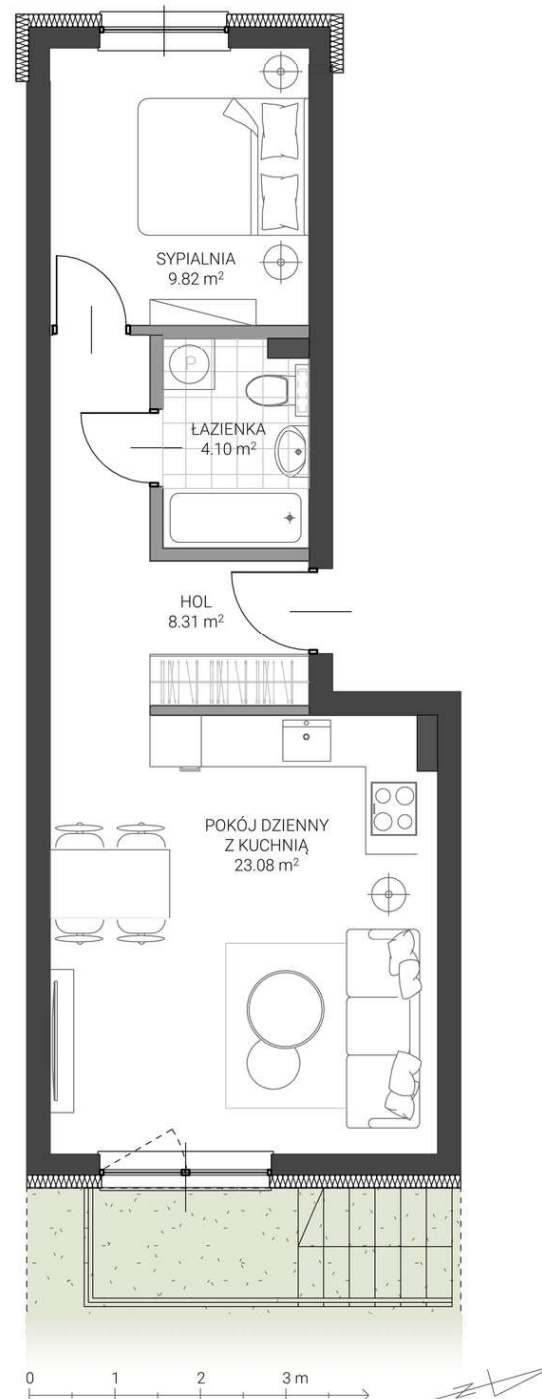 SYPIALNIA
9.82 m²
P
ŁAZIENKA
4.10 m²
HOL
8.31 m²
POKÓJ DZIENNY
Z KUCHNIĄ
23.08 m²
0 1 2 3 m